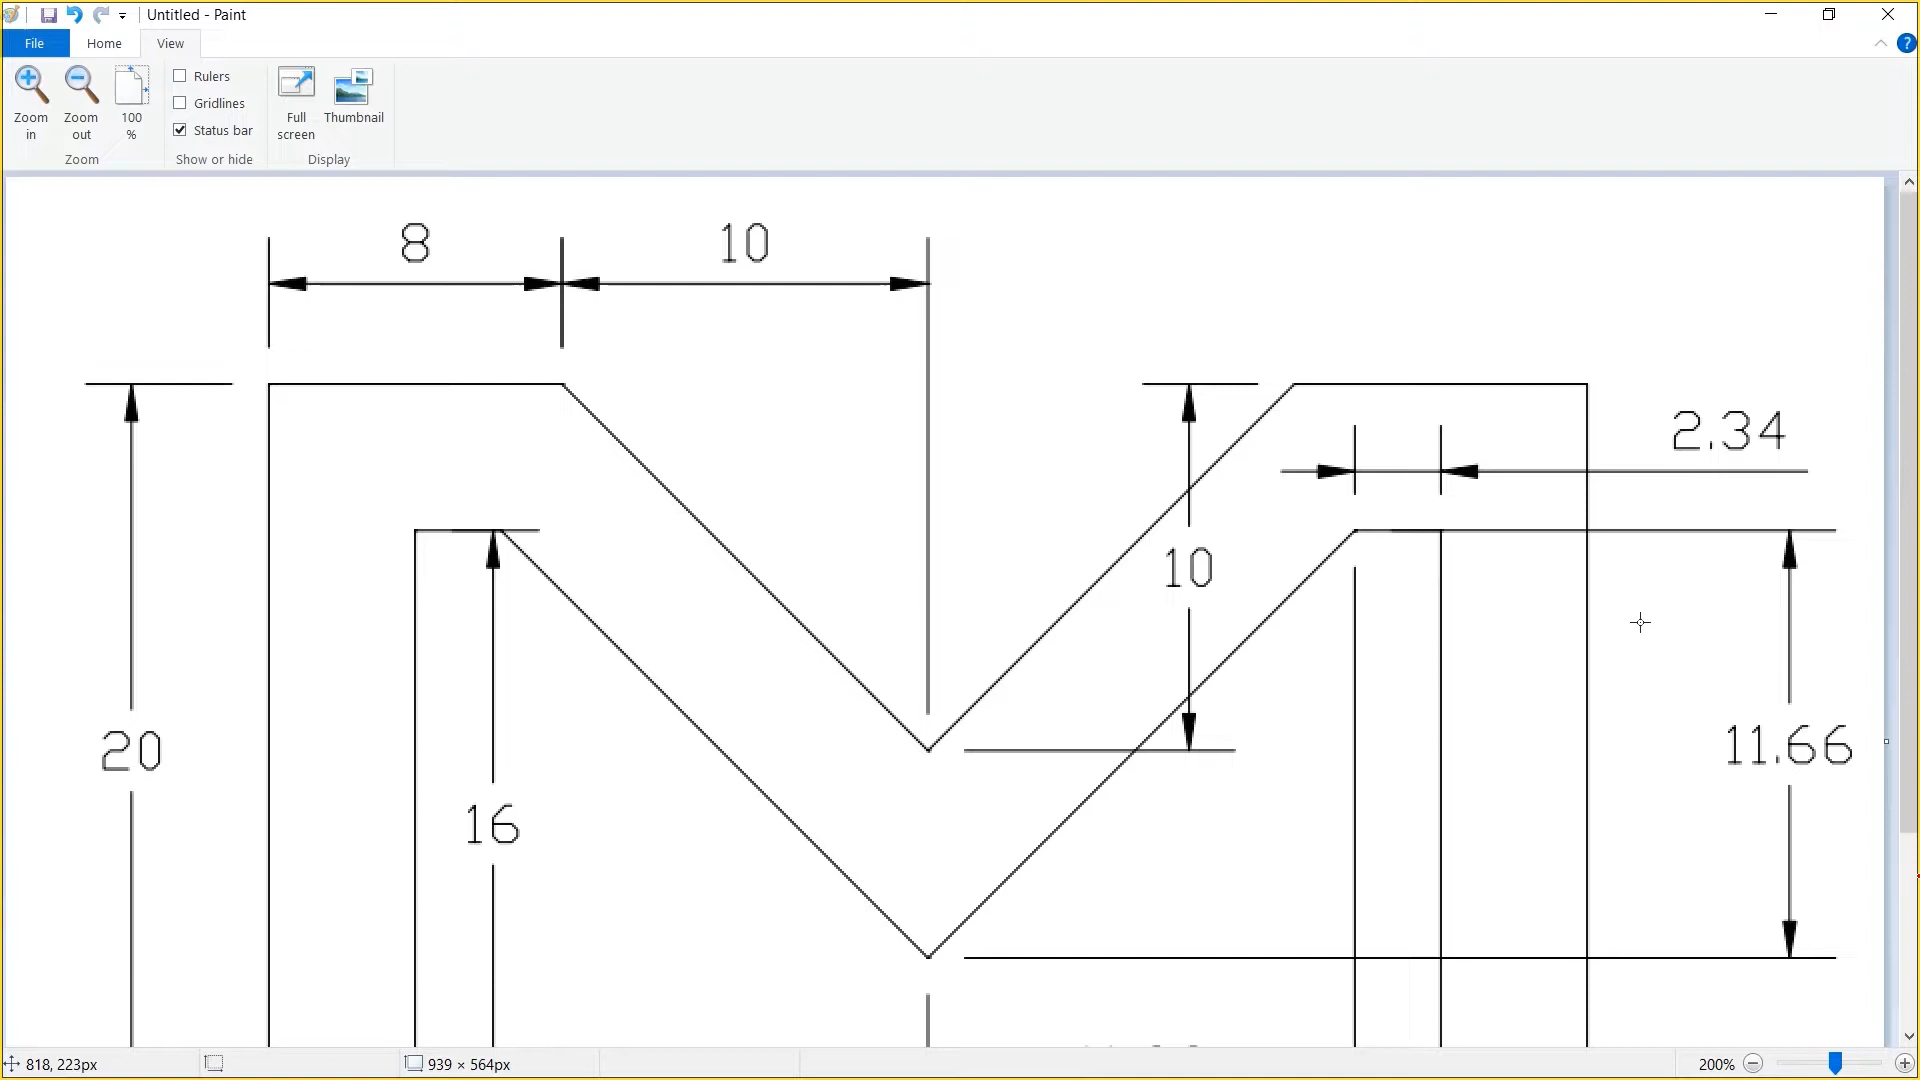 Untitled - Paint
File Home View
Zoom in
Zoom out
100 %
Rulers
Gridlines
Status bar
Full screen
Thumbnail
Zoom
Show or hide
Display
8
10
2.34
10
20
11.66
16
818, 223px
939 × 564px
200%